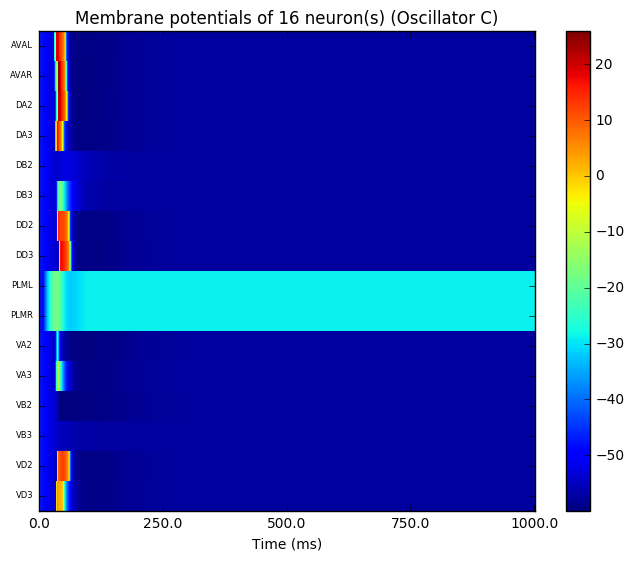 Membrane potentials of 16 neuron(s) (Oscillator C)
AVAL
AVAR
DA2
DA3
DB2
DB3
DD2
DD3
PLML
PLMR
VA2
VA3
VB2
VB3
VD2
VD3
0.0 250.0 500.0 750.0 1000.0
Time (ms)
20
10
0
−10
−20
−30
−40
−50